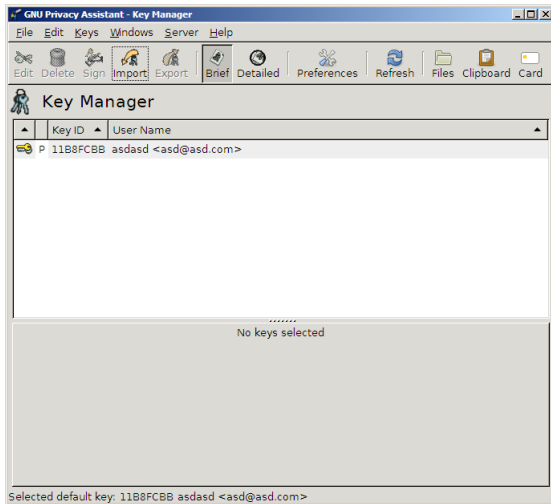 GNU Privacy Assistant - Key Manager
File Edit Keys Windows Server Help
Edit Delete Sign Import Export Brief Detailed Preferences Refresh Files Clipboard Card
Key Manager
Key ID User Name
P 11B8FCBB asdasd <asd@asd.com>
No keys selected
Selected default key: 11B8FCBB asdasd <asd@asd.com>